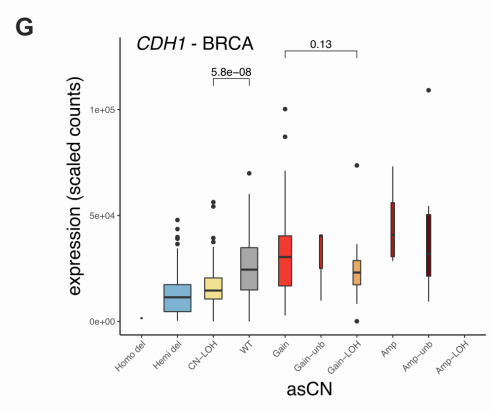 G
CDH1 - BRCA
0.13
5.8e−08
expression (scaled counts)
1e+05
5e+04
0e+00
Homo del
Hemi del
CN−LOH
WT
Gain
Gain−unb
Gain−LOH
Amp
Amp−unb
Amp−LOH
asCN